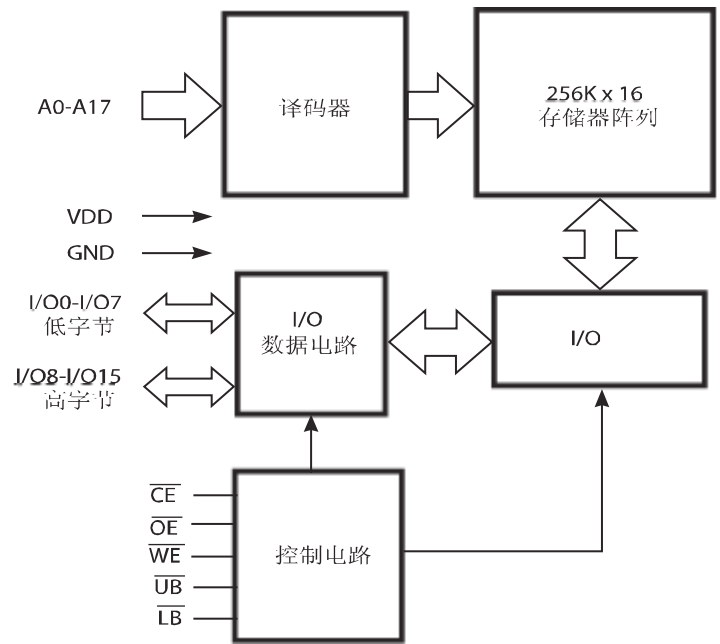 A0-A17
译码器
256K x 16
存储器阵列
VDD
GND
I/O0-I/O7
低字节
I/O
数据电路
I/O
I/O8-I/O15
高字节
CE
OE
WE
UB
LB
控制电路